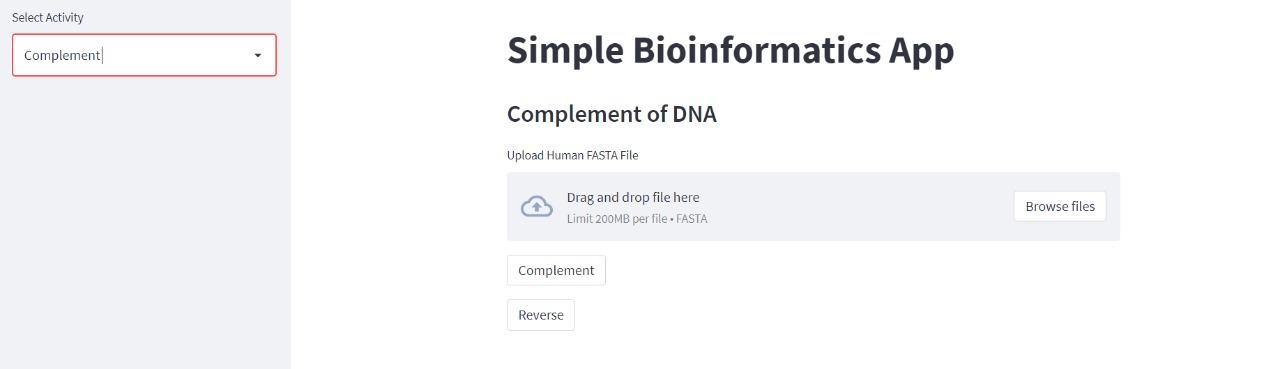 Select Activity
Complement
Simple Bioinformatics App
Complement of DNA
Upload Human FASTA File
Drag and drop file here
Limit 200MB per file • FASTA
Browse files
Complement
Reverse